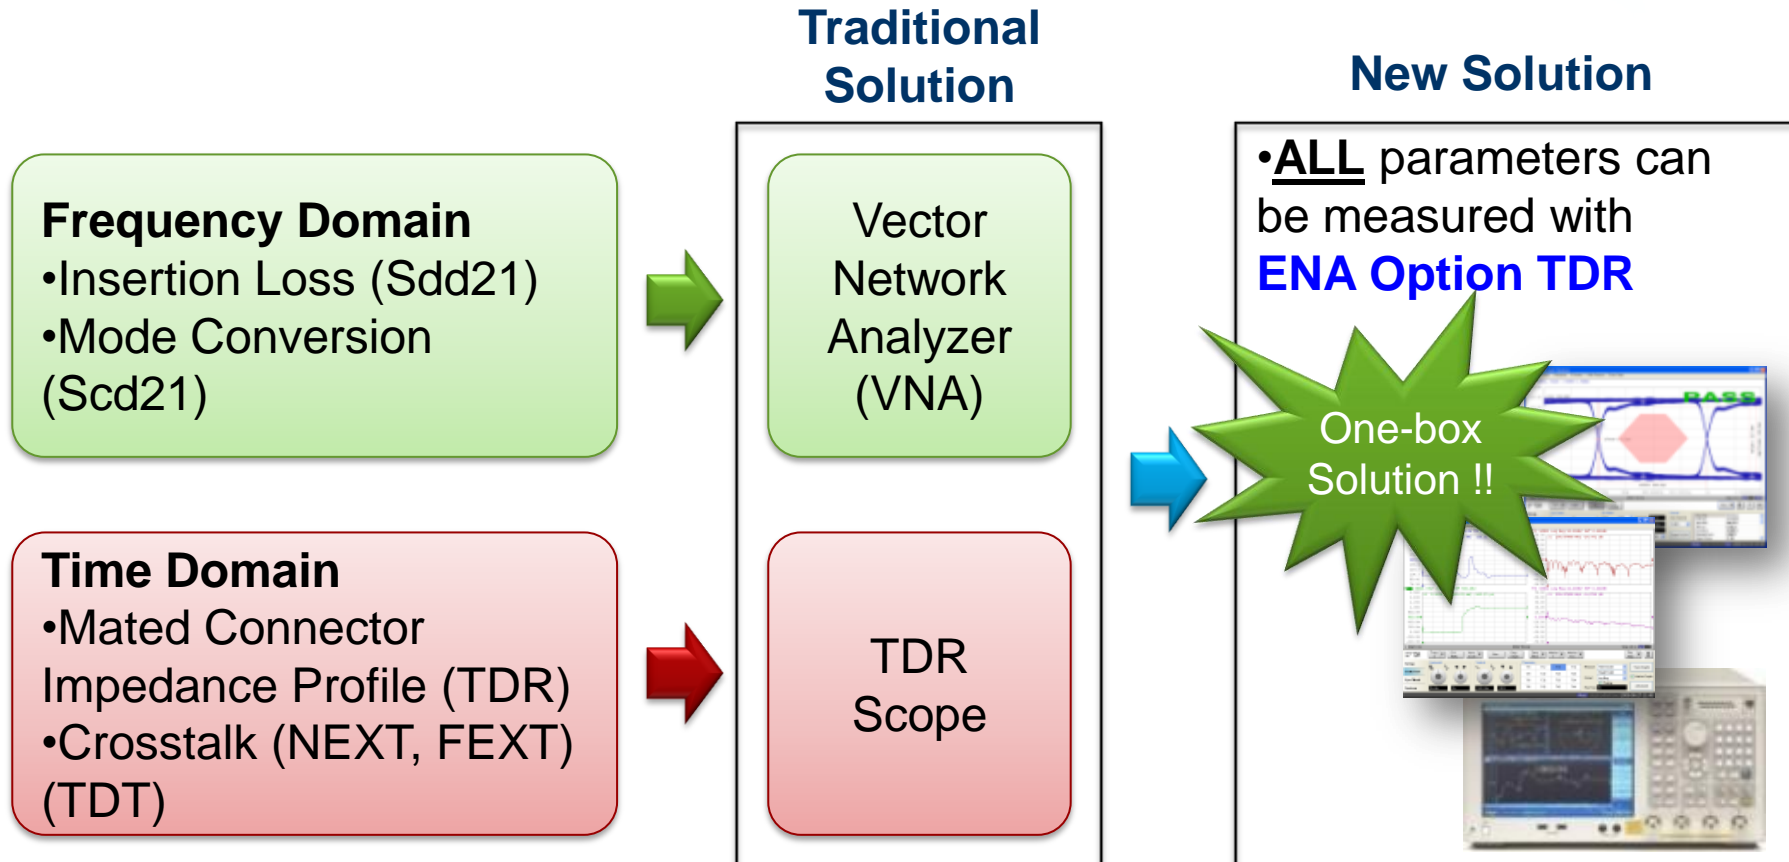 Traditional
Solution
New Solution
Frequency Domain
•Insertion Loss (Sdd21)
•Mode Conversion
(Scd21)
Vector
Network
Analyzer
(VNA)
•ALL parameters can
be measured with
ENA Option TDR
One-box
Solution !!
PASS
Time Domain
•Mated Connector
Impedance Profile (TDR)
•Crosstalk (NEXT, FEXT)
(TDT)
TDR
Scope